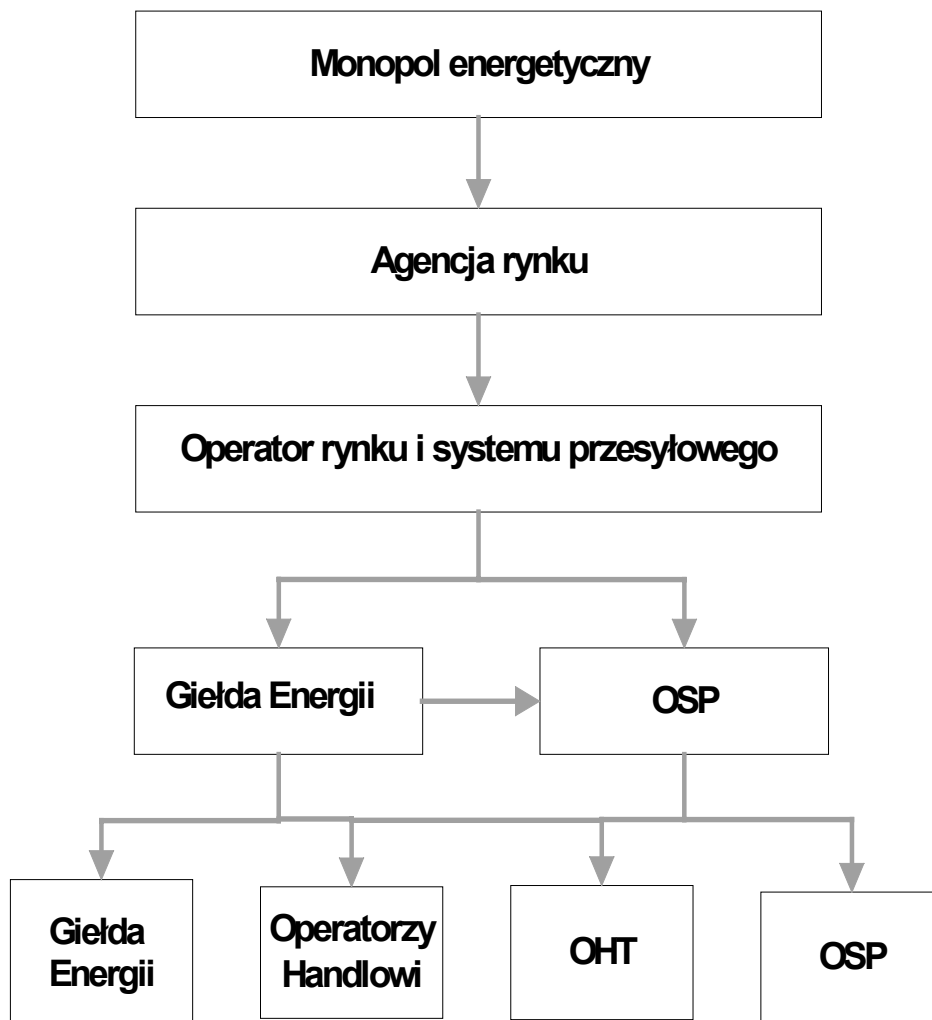 Monopol energetyczny
Agencja rynku
Operator rynku i systemu przesyłowego
Giełda Energii
OSP
Giełda
Energii
Operatorzy
Handlowi
OHT
OSP